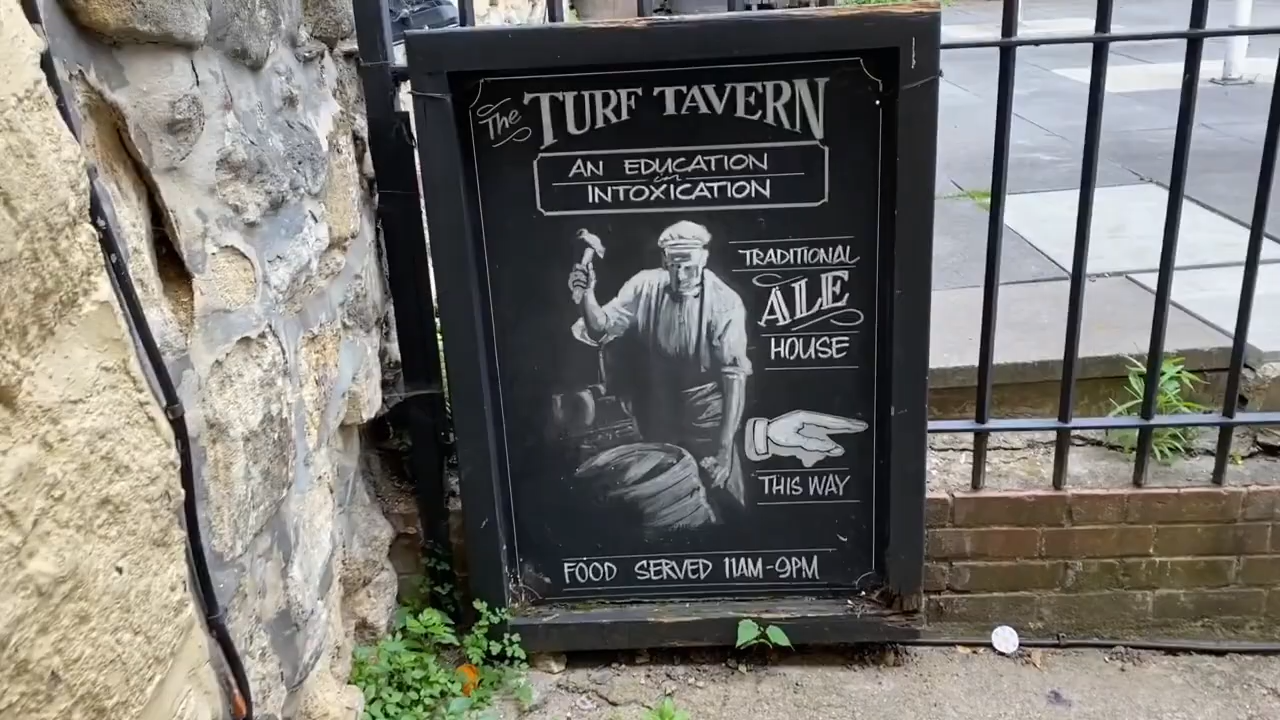 The TURF TAVERN
AN EDUCATION
in
INTOXICATION
TRADITIONAL
ALE
HOUSE
THIS WAY
FOOD SERVED 11AM-9PM